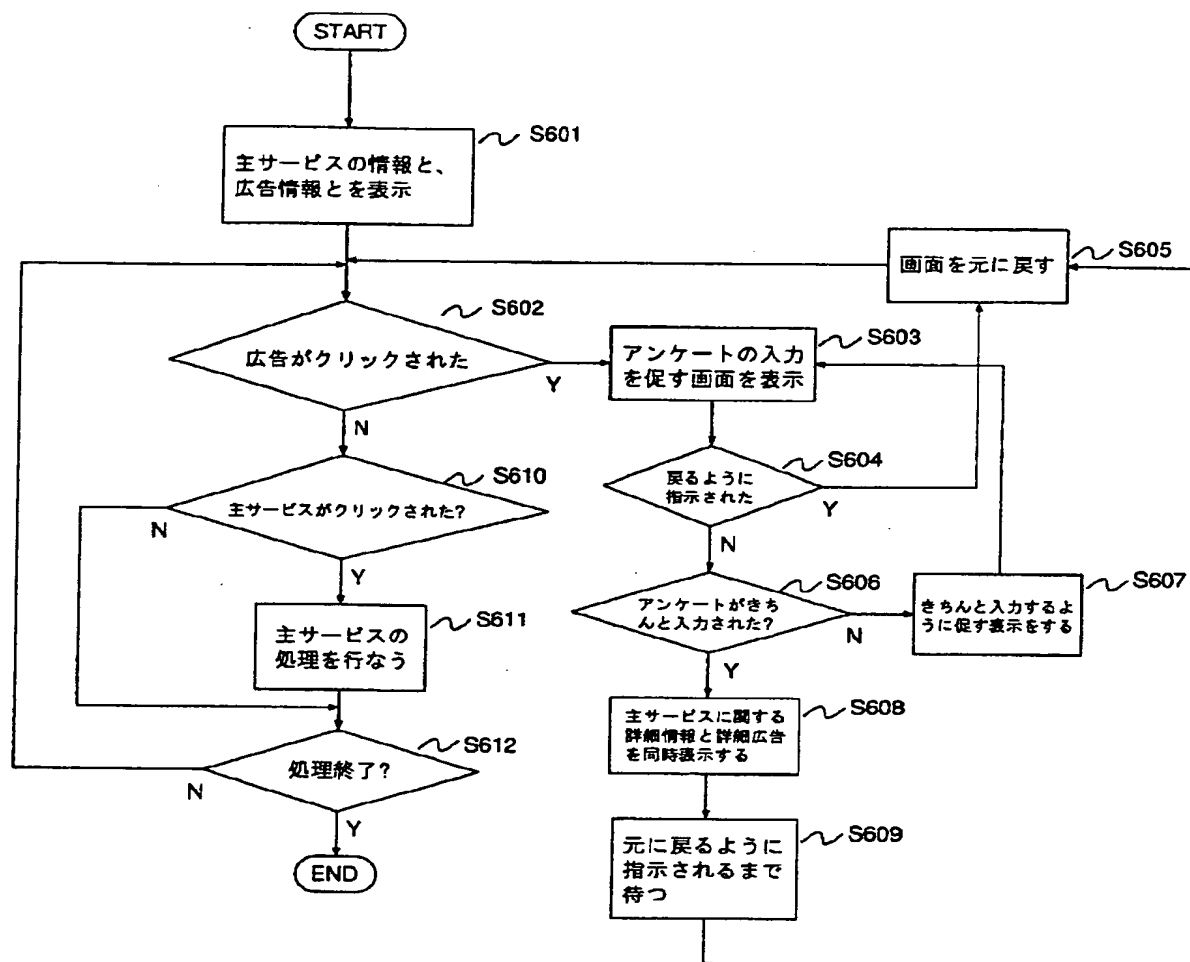 START
S601
主サービスの情報と、
広告情報とを表示
S605
画面を元に戻す
S602
広告がクリックされた
Y
N
S603
アンケートの入力
を促す画面を表示
S604
戻るように
指示された
Y
N
S610
主サービスがクリックされた?
N
Y
S606
アンケートがきち
んと入力された?
N
Y
S607
きちんと入力するよ
うに促す表示をする
S611
主サービスの
処理を行なう
S608
主サービスに関する
詳細情報と詳細広告
を同時表示する
S612
処理終了?
N
Y
S609
元に戻るように
指示されるまで
待つ
END